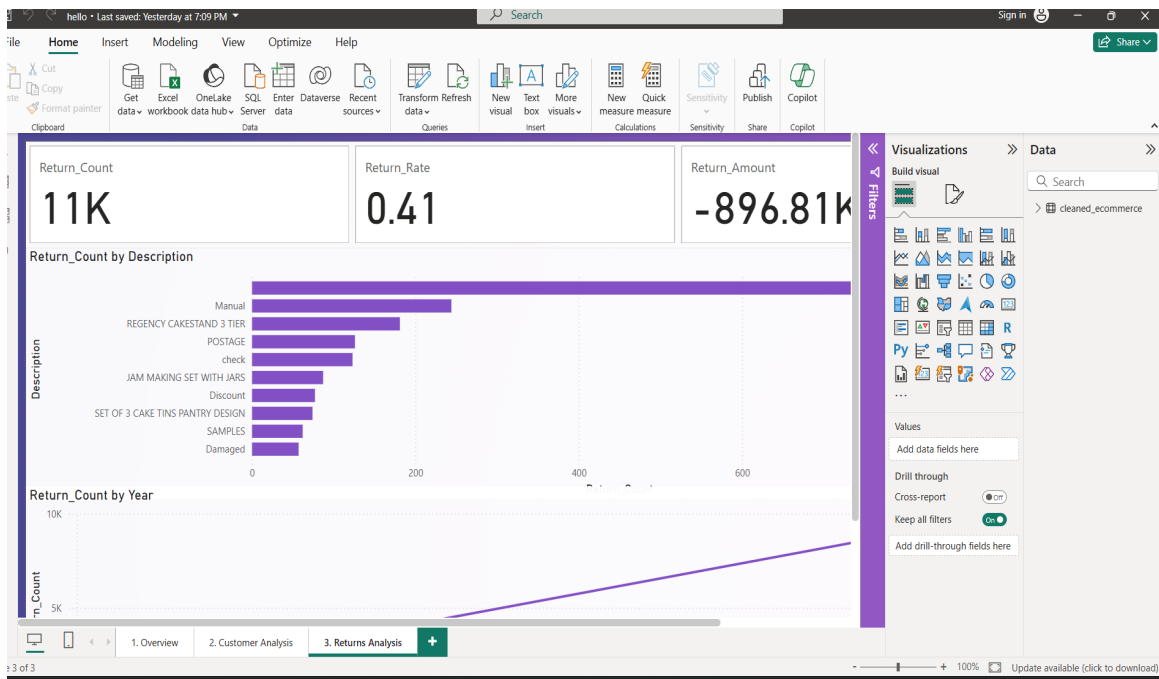 hello • Last saved: Yesterday at 7:09 PM
Search
Sign in
File Home Insert Modeling View Optimize Help
Share
Cut
Copy
Format painter
Clipboard
Get data
Excel workbook
OneLake data hub
SQL Server
Enter data
Dataverse
Recent sources
Data
Transform data
Refresh
Queries
New visual
Text box
More visuals
Insert
New measure
Quick measure
Calculations
Sensitivity
Sensitivity
Publish
Share
Copilot
Copilot
Return_Count
11K
Return_Rate
0.41
Return_Amount
-896.81K
Return_Count by Description
Description
Manual
REGENCY CAKESTAND 3 TIER
POSTAGE
check
JAM MAKING SET WITH JARS
Discount
SET OF 3 CAKE TINS PANTRY DESIGN
SAMPLES
Damaged
0 200 400 600
Return_Count by Year
10K
5K
Filters
Visualizations
Build visual
123
R
Py
...
Values
Add data fields here
Drill through
Cross-report
Off
Keep all filters
On
Add drill-through fields here
Data
Search
cleaned_ecommerce
1. Overview
2. Customer Analysis
3. Returns Analysis
+
3 of 3
- + 100%
Update available (click to download)